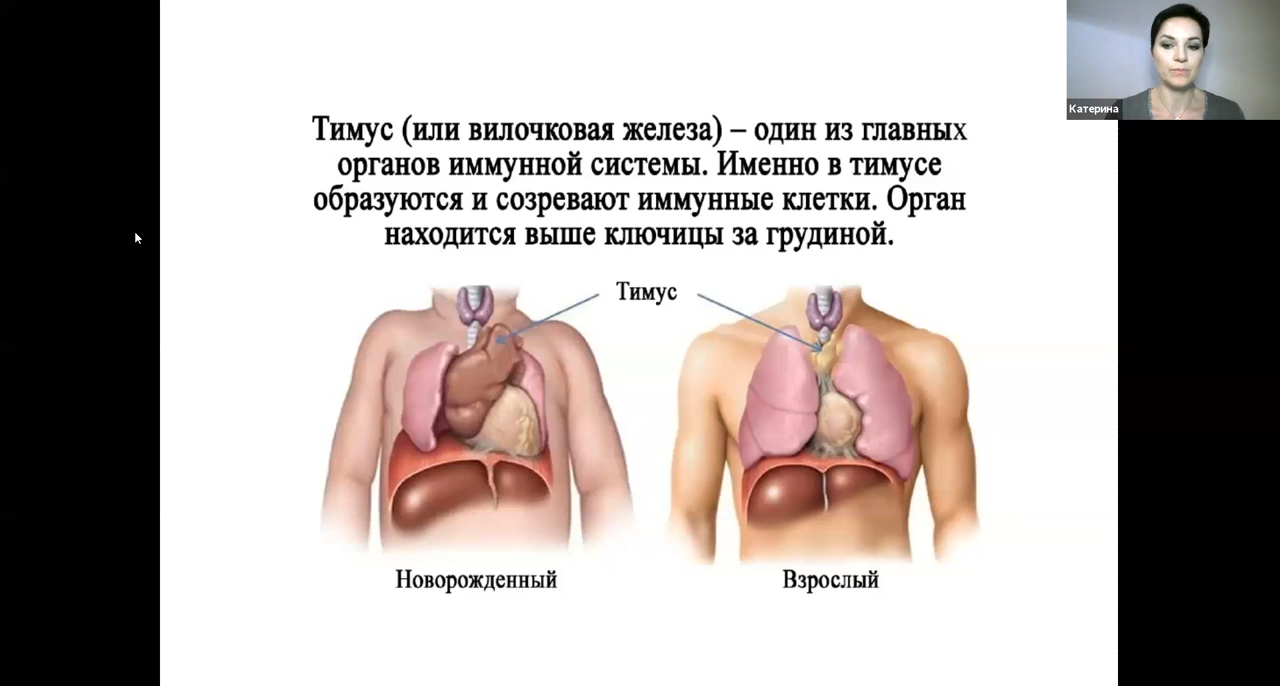 Катерина
Тимус (или вилочковая железа) – один из главных
органов иммунной системы. Именно в тимусе
образуются и созревают иммунные клетки. Орган
находится выше ключицы за грудиной.
Тимус
Новорожденный
Взрослый